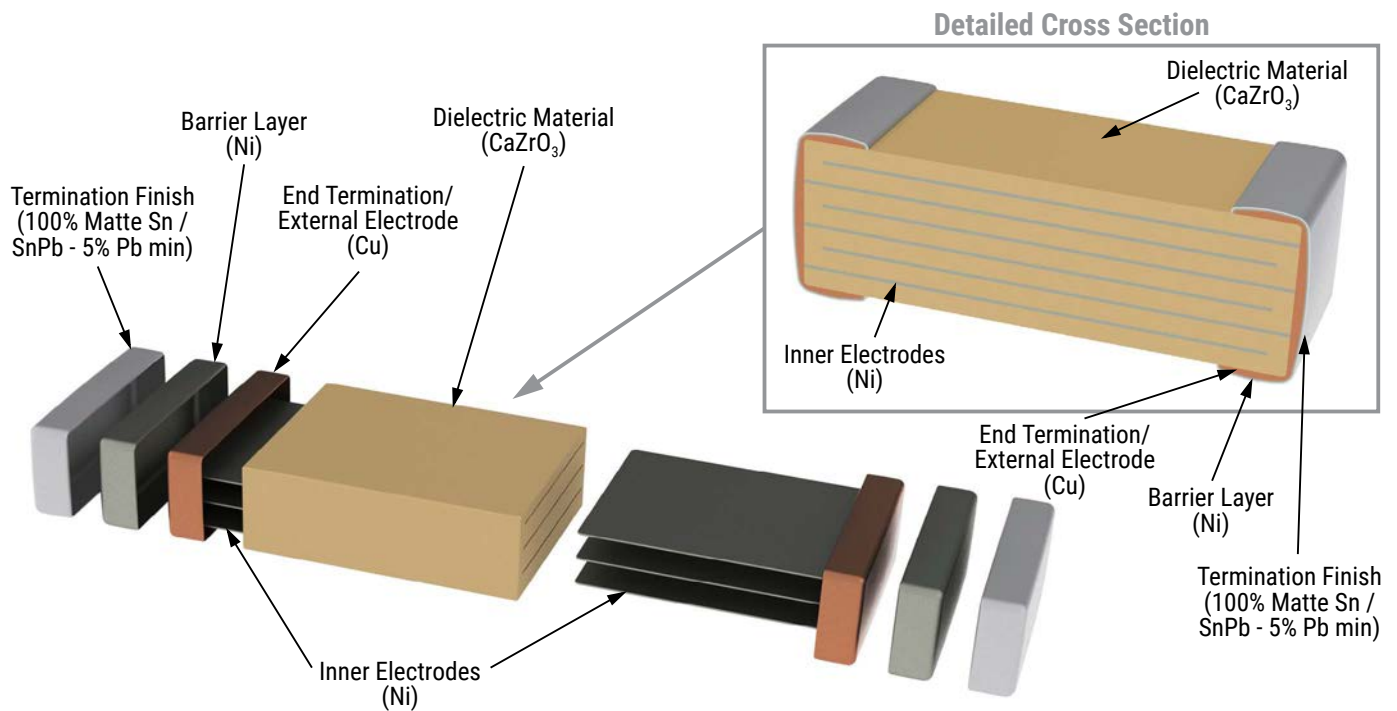 Detailed Cross Section
Dielectric Material
(CaZrO₃)
Inner Electrodes
(Ni)
End Termination/
External Electrode
(Cu)
Barrier Layer
(Ni)
Termination Finish
(100% Matte Sn /
SnPb - 5% Pb min)
Termination Finish
(100% Matte Sn /
SnPb - 5% Pb min)
Barrier Layer
(Ni)
End Termination/
External Electrode
(Cu)
Dielectric Material
(CaZrO₃)
Inner Electrodes
(Ni)